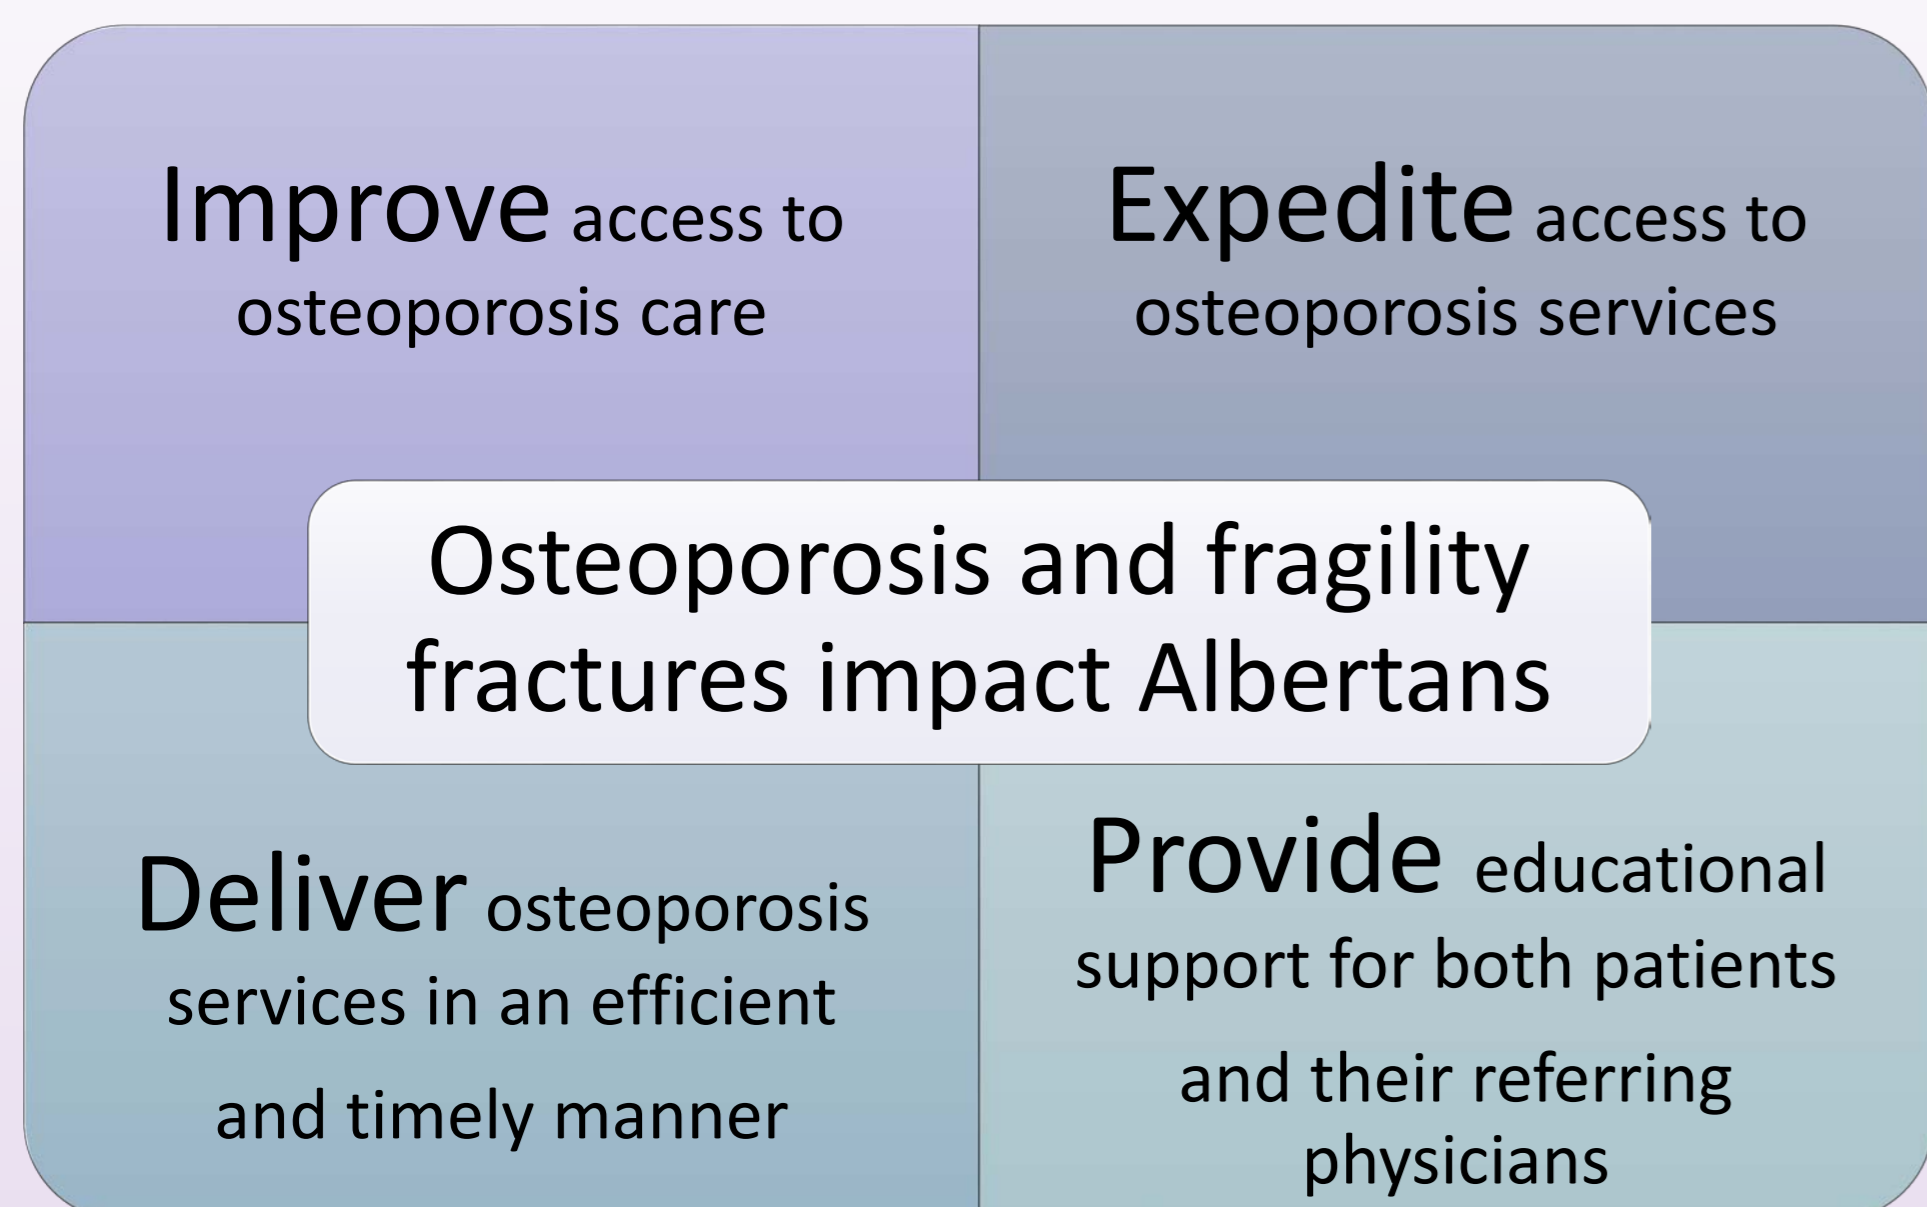 Improve access to
osteoporosis care
Expedite access to
osteoporosis services
Osteoporosis and fragility
fractures impact Albertans
Deliver osteoporosis
services in an efficient
and timely manner
Provide educational
support for both patients
and their referring
physicians